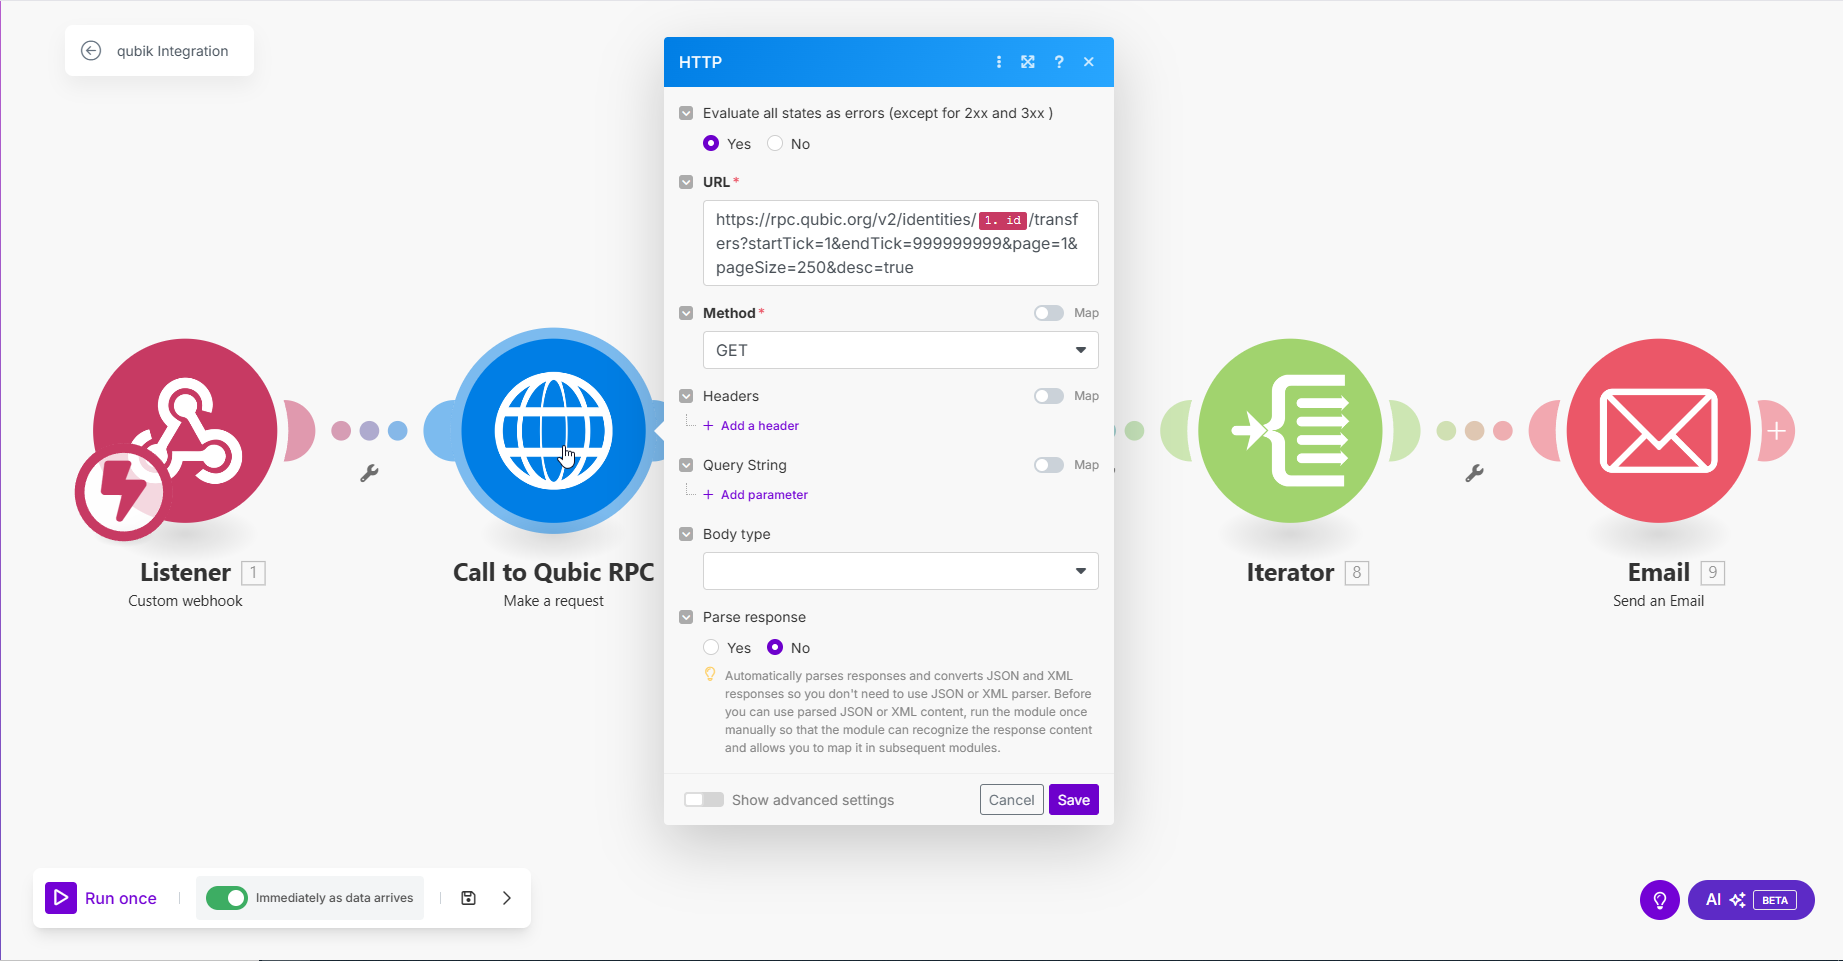 qubik Integration
HTTP
?
Evaluate all states as errors (except for 2xx and 3xx )
Yes No
URL *
https://rpc.qubic.org/v2/identities/ 1. id /transf
ers?startTick=1&endTick=999999999&page=1&
pageSize=250&desc=true
Method *
Map
GET
Headers
Map
+ Add a header
Query String
Map
+ Add parameter
Body type
Parse response
Yes No
Automatically parses responses and converts JSON and XML
responses so you don't need to use JSON or XML parser. Before
you can use parsed JSON or XML content, run the module once
manually so that the module can recognize the response content
and allows you to map it in subsequent modules.
Show advanced settings
Cancel
Save
Listener 1
Custom webhook
Call to Qubic RPC
Make a request
Iterator 8
Email 9
Send an Email
Run once
Immediately as data arrives
AI BETA